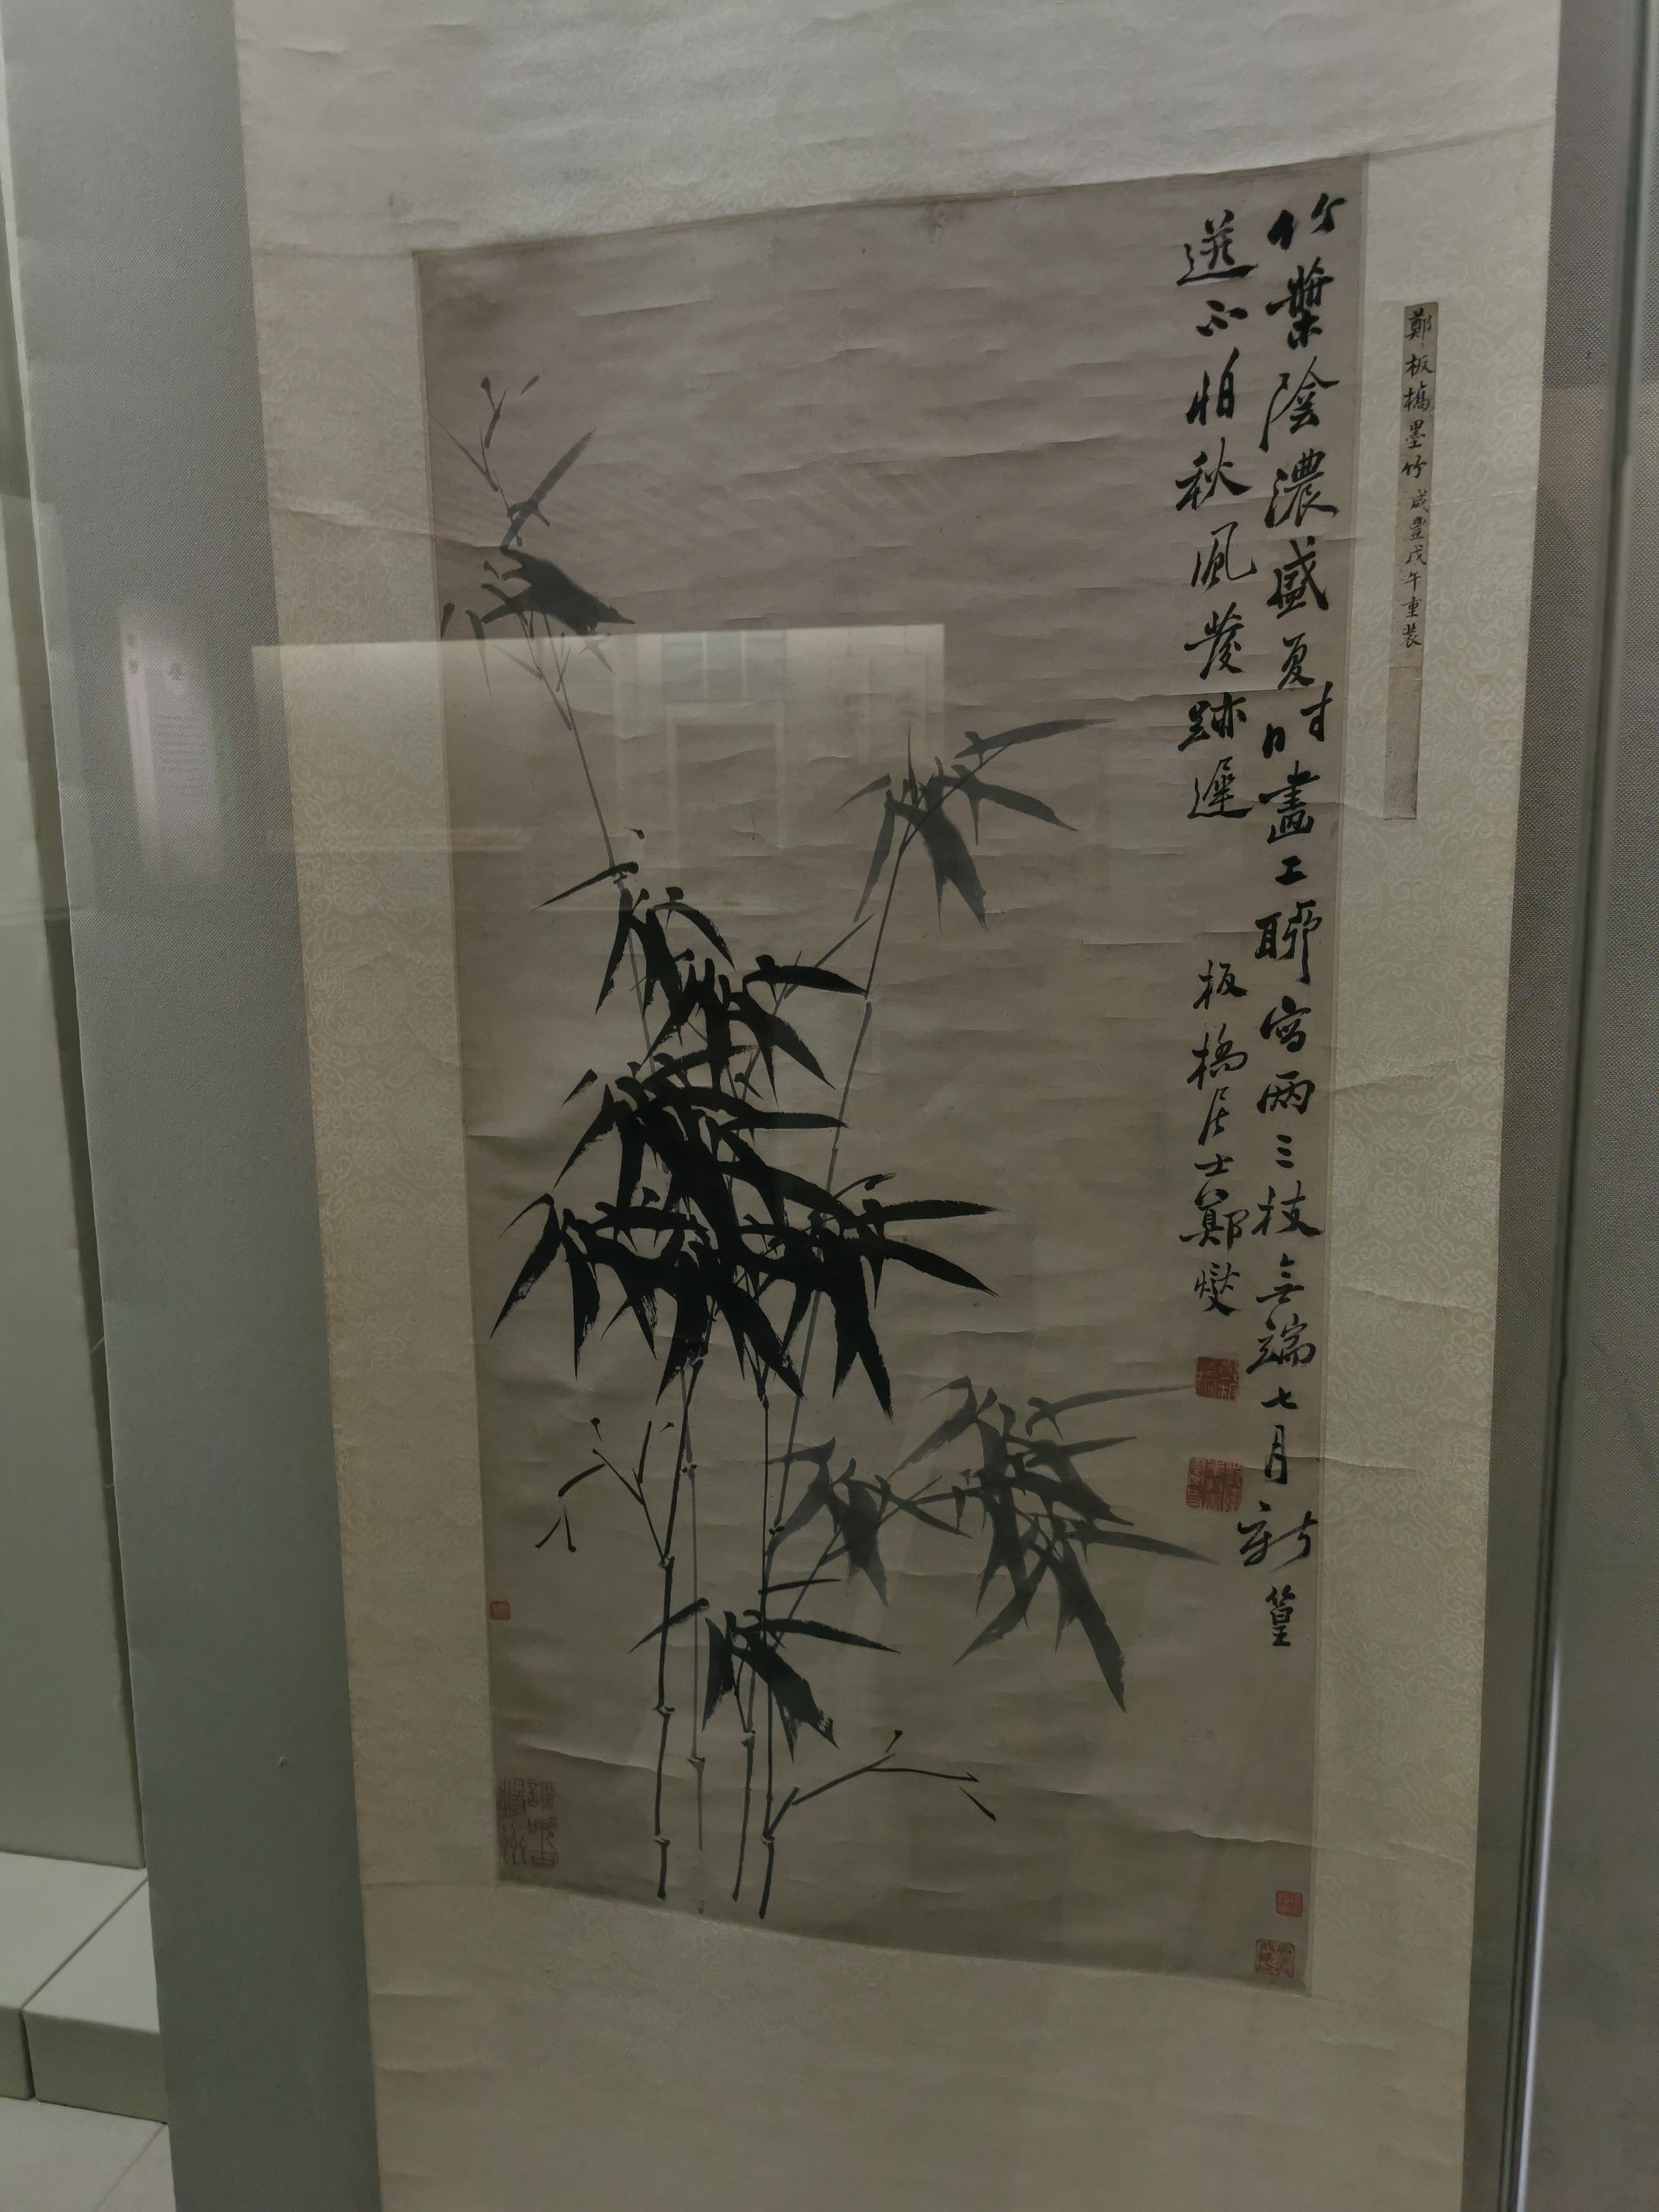 鄭板橋墨竹 咸豐戊午重裝
竹葉陰濃盛夏時畫工聊寫兩三枝無端七月新篁
選不怕秋風發跡遲 板橋居士鄭燮